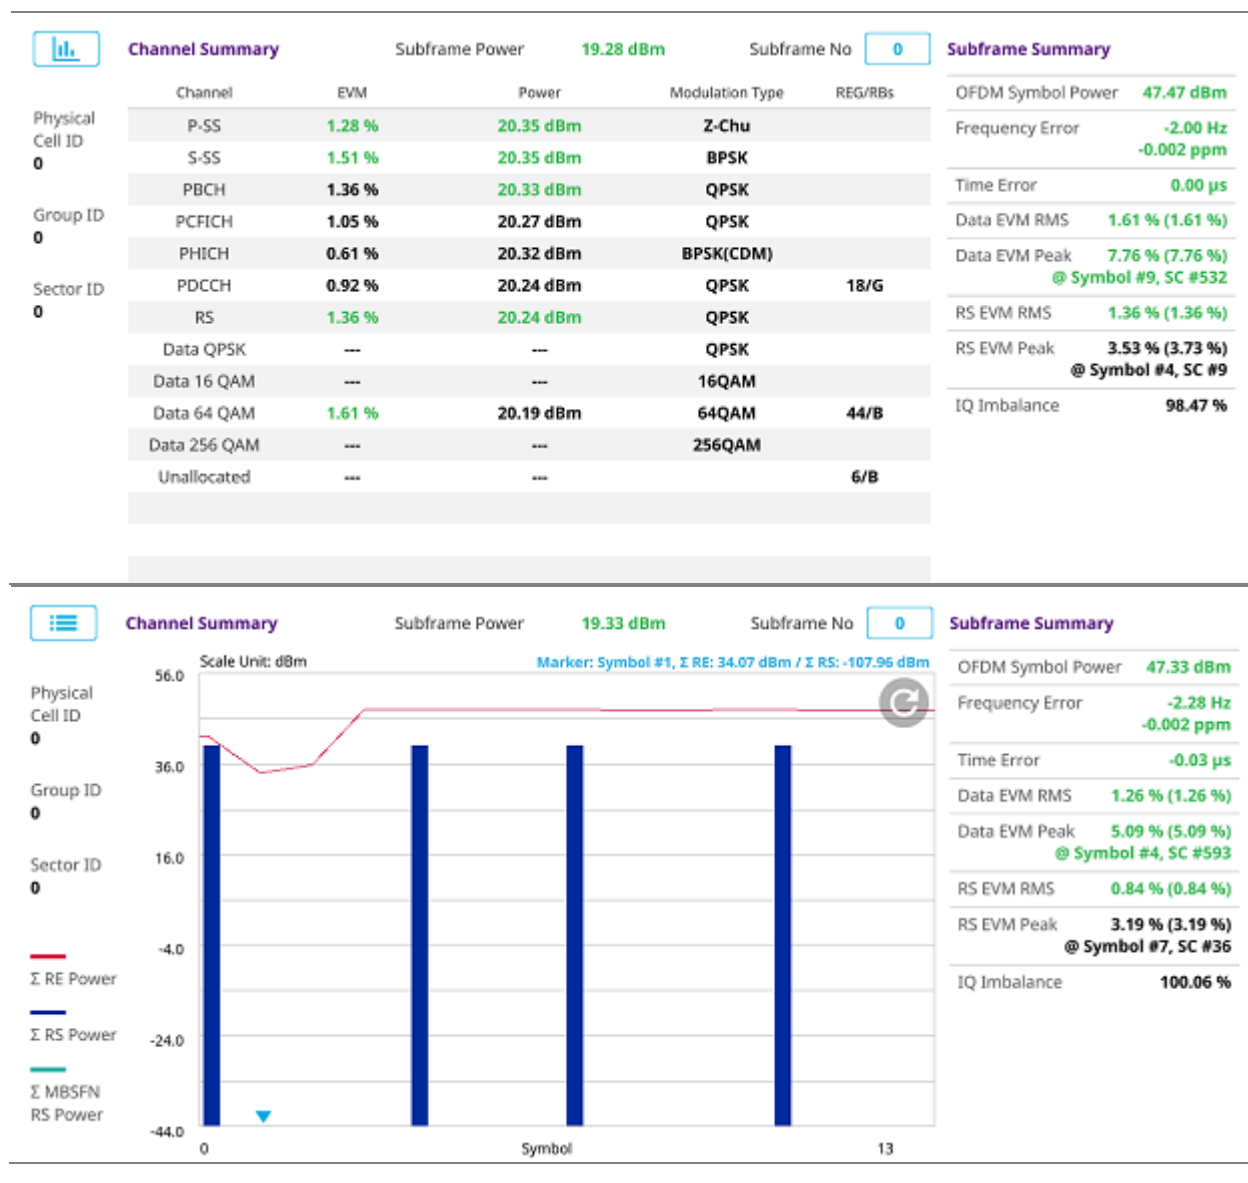 Channel Summary Subframe Power 19.28 dBm Subframe No 0 Subframe Summary
Physical
Cell ID
0
Group ID
0
Sector ID
0
Channel EVM Power Modulation Type REG/RBs
P-SS 1.28 % 20.35 dBm Z-Chu
S-SS 1.51 % 20.35 dBm BPSK
PBCH 1.36 % 20.33 dBm QPSK
PCFICH 1.05 % 20.27 dBm QPSK
PHICH 0.61 % 20.32 dBm BPSK(CDM)
PDCCH 0.92 % 20.24 dBm QPSK 18/G
RS 1.36 % 20.24 dBm QPSK
Data QPSK --- --- QPSK
Data 16 QAM --- --- 16QAM
Data 64 QAM 1.61 % 20.19 dBm 64QAM 44/B
Data 256 QAM --- --- 256QAM
Unallocated --- --- 6/B
OFDM Symbol Power 47.47 dBm
Frequency Error -2.00 Hz
-0.002 ppm
Time Error 0.00 µs
Data EVM RMS 1.61 % (1.61 %)
Data EVM Peak 7.76 % (7.76 %)
@ Symbol #9, SC #532
RS EVM RMS 1.36 % (1.36 %)
RS EVM Peak 3.53 % (3.73 %)
@ Symbol #4, SC #9
IQ Imbalance 98.47 %
Channel Summary Subframe Power 19.33 dBm Subframe No 0 Subframe Summary
Physical
Cell ID
0
Group ID
0
Sector ID
0
Σ RE Power
Σ RS Power
Σ MBSFN
RS Power
Scale Unit: dBm Marker: Symbol #1, Σ RE: 34.07 dBm / Σ RS: -107.96 dBm
56.0
36.0
16.0
-4.0
-24.0
-44.0
0 Symbol 13
OFDM Symbol Power 47.33 dBm
Frequency Error -2.28 Hz
-0.002 ppm
Time Error -0.03 µs
Data EVM RMS 1.26 % (1.26 %)
Data EVM Peak 5.09 % (5.09 %)
@ Symbol #4, SC #593
RS EVM RMS 0.84 % (0.84 %)
RS EVM Peak 3.19 % (3.19 %)
@ Symbol #7, SC #36
IQ Imbalance 100.06 %